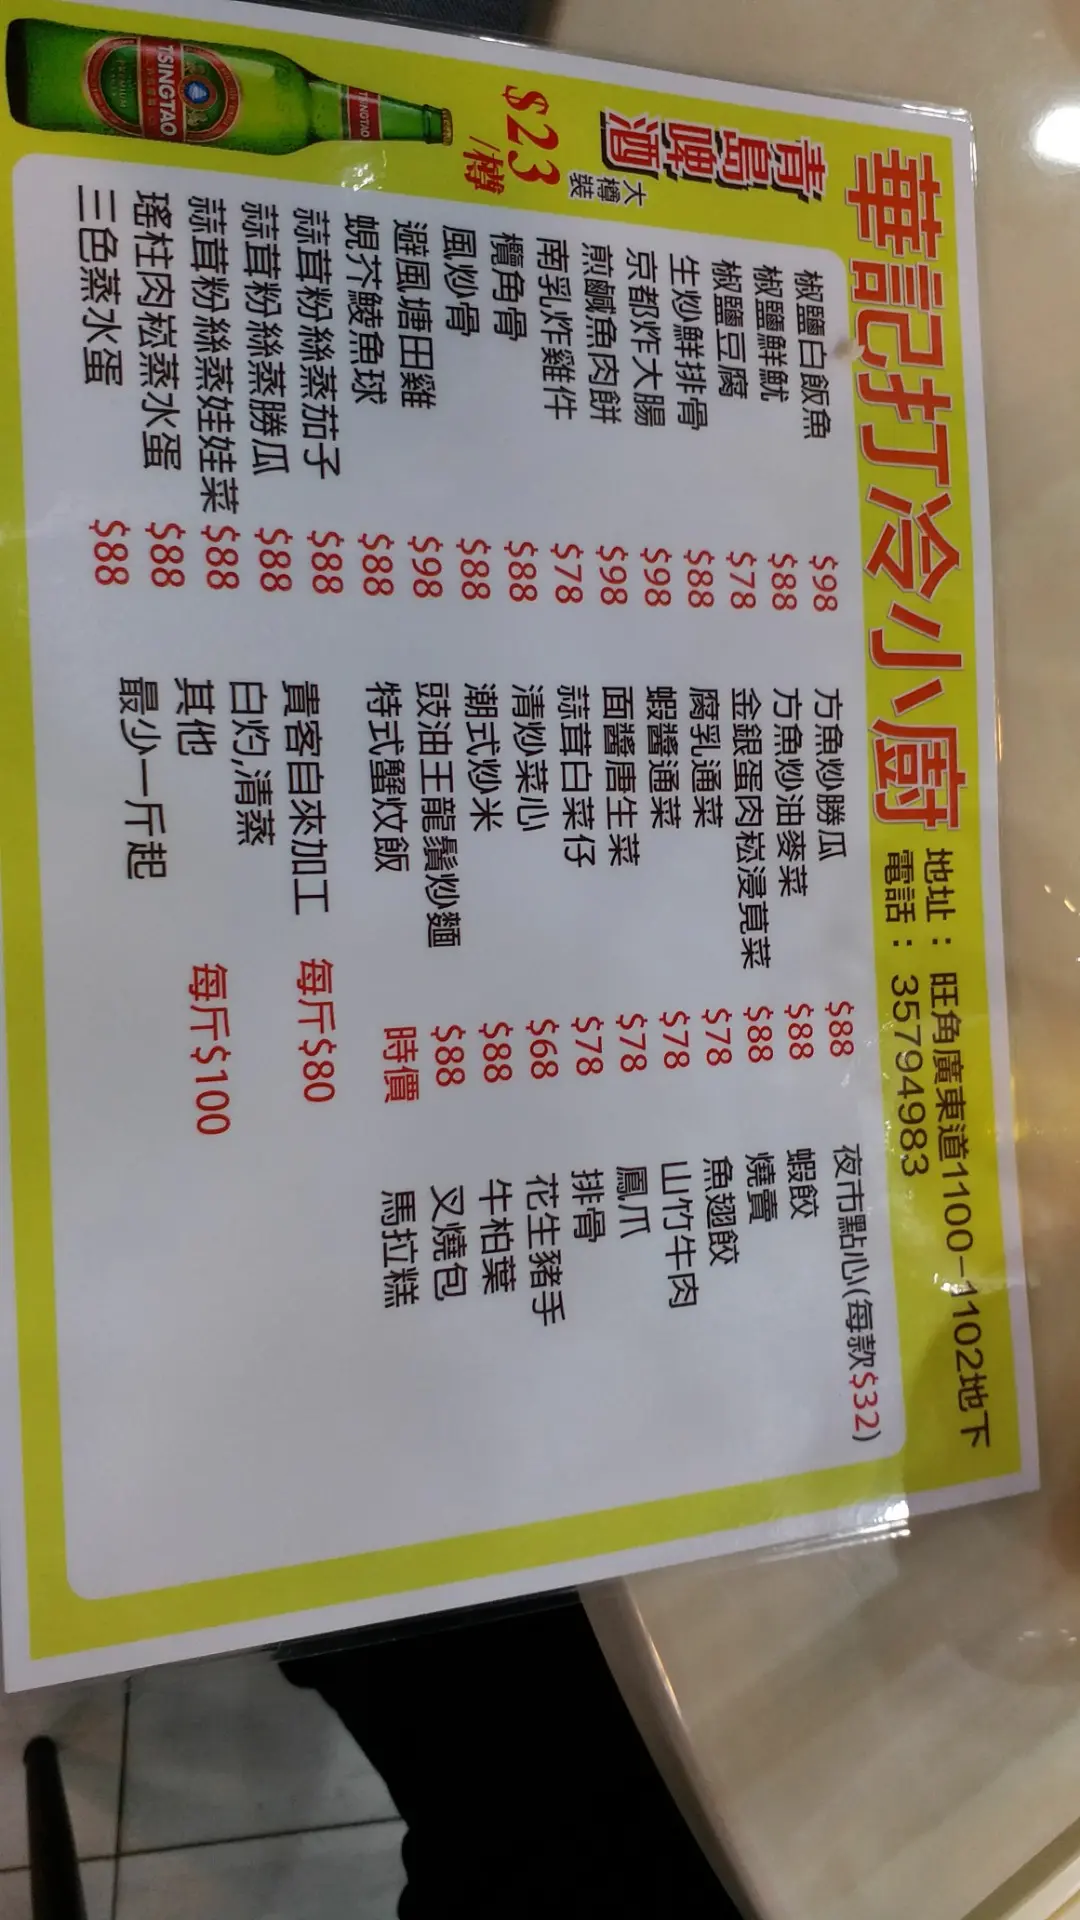 華記打冷小廚
地址：旺角廣東道1100-1102地下
電話：35794983
青島啤酒
大樽裝
$23/樽
TSINGTAO
TSINGTAO
椒鹽白飯魚 $98
椒鹽鮮魷 $88
椒鹽豆腐 $78
生炒鮮排骨 $88
京都炸大腸 $98
煎鹹魚肉餅 $98
南乳炸雞件 $78
欖角骨 $88
風炒骨 $88
避風塘田雞 $98
蜆芥鯪魚球 $88
蒜茸粉絲蒸茄子 $88
蒜茸粉絲蒸勝瓜 $88
蒜茸粉絲蒸娃娃菜 $88
瑤柱肉崧蒸水蛋 $88
三色蒸水蛋 $88
方魚炒勝瓜 $88
方魚炒油麥菜 $88
金銀蛋肉崧浸莧菜 $88
腐乳通菜 $78
蝦醬通菜 $78
面醬唐生菜 $78
蒜茸白菜仔 $78
清炒菜心 $68
潮式炒米 $88
豉油王龍鬚炒麵 $88
特式蟹炆飯 時價
貴客自來加工
白灼,清蒸 每斤$80
其他 每斤$100
最少一斤起
夜市點心(每款$32)
蝦餃
燒賣
魚翅餃
山竹牛肉
鳳爪
排骨
花生豬手
牛柏葉
叉燒包
馬拉糕